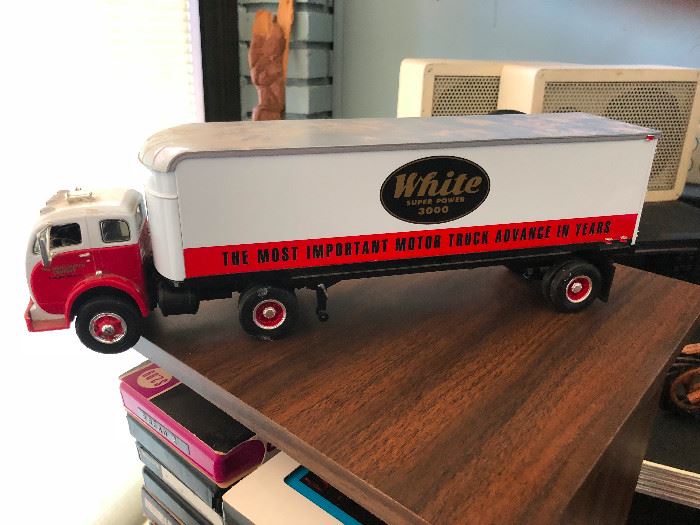 White
SUPER POWER
3000
THE MOST IMPORTANT MOTOR TRUCK ADVANCE IN YEARS